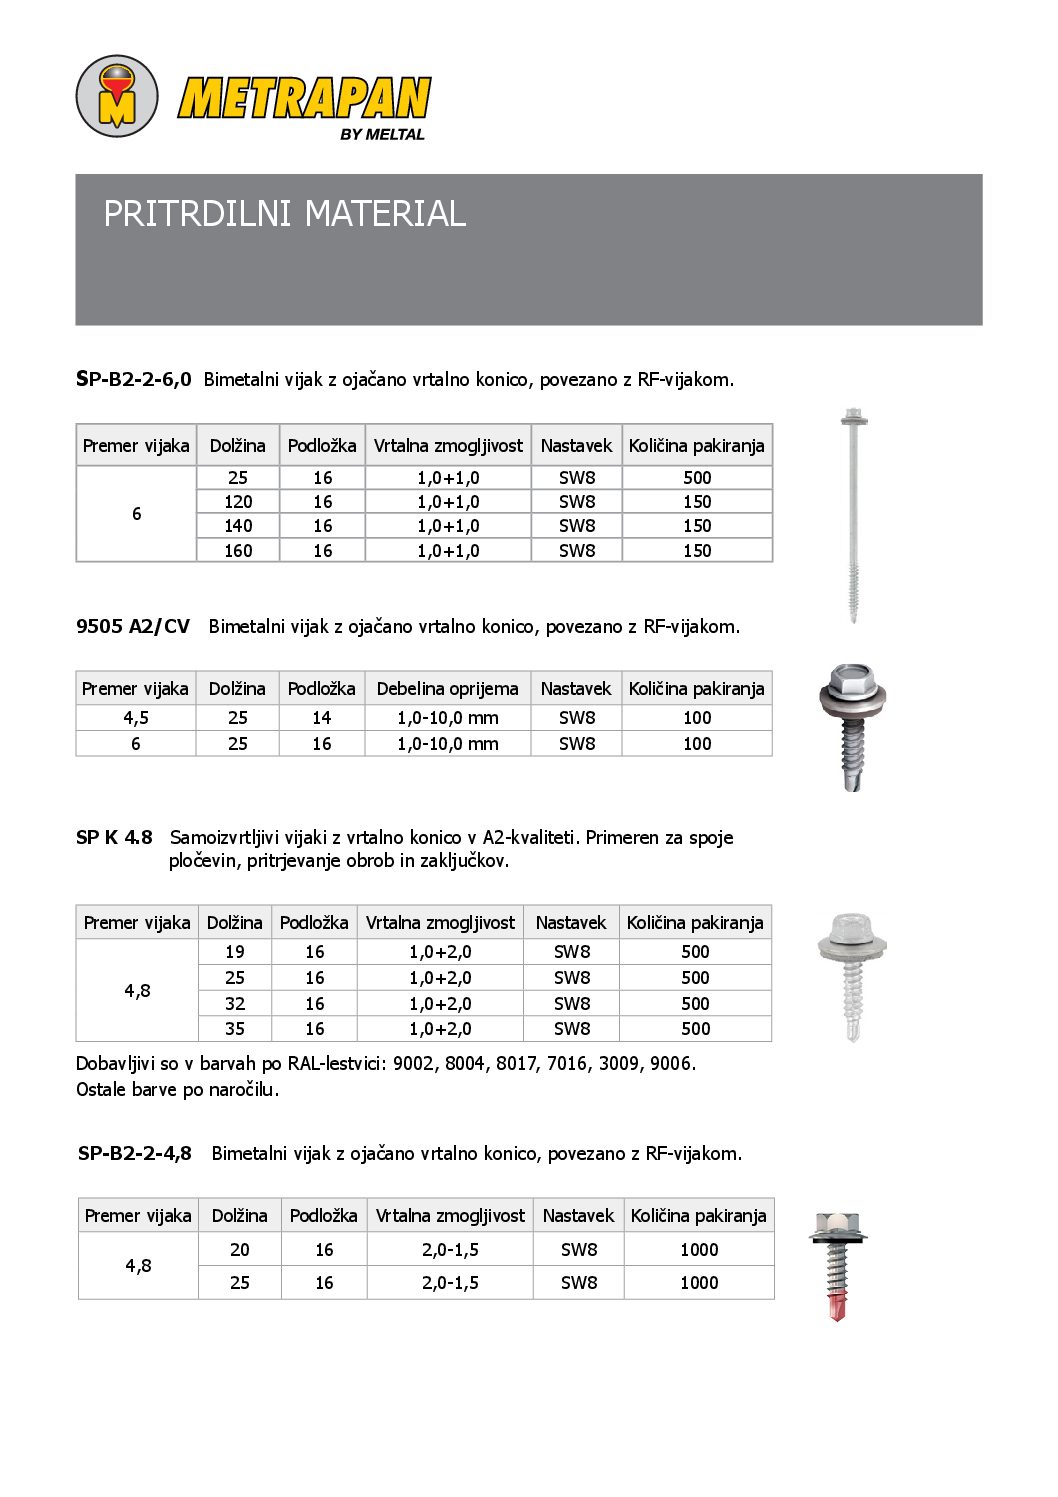 METRAPAN
BY MELTAL
PRITRDILNI MATERIAL
SP-B2-2-6,0 Bimetalni vijak z ojačano vrtalno konico, povezano z RF-vijakom.
Premer vijaka Dolžina Podložka Vrtalna zmogljivost Nastavek Količina pakiranja
6
25 16 1,0+1,0 SW8 500
120 16 1,0+1,0 SW8 150
140 16 1,0+1,0 SW8 150
160 16 1,0+1,0 SW8 150
9505 A2/CV Bimetalni vijak z ojačano vrtalno konico, povezano z RF-vijakom.
Premer vijaka Dolžina Podložka Debelina oprijema Nastavek Količina pakiranja
4,5 25 14 1,0-10,0 mm SW8 100
6 25 16 1,0-10,0 mm SW8 100
SP K 4.8 Samoizvrtljivi vijaki z vrtalno konico v A2-kvaliteti. Primeren za spoje
pločevin, pritrjevanje obrob in zaključkov.
Premer vijaka Dolžina Podložka Vrtalna zmogljivost Nastavek Količina pakiranja
4,8
19 16 1,0+2,0 SW8 500
25 16 1,0+2,0 SW8 500
32 16 1,0+2,0 SW8 500
35 16 1,0+2,0 SW8 500
Dobavljivi so v barvah po RAL-lestvici: 9002, 8004, 8017, 7016, 3009, 9006.
Ostale barve po naročilu.
SP-B2-2-4,8 Bimetalni vijak z ojačano vrtalno konico, povezano z RF-vijakom.
Premer vijaka Dolžina Podložka Vrtalna zmogljivost Nastavek Količina pakiranja
4,8
20 16 2,0-1,5 SW8 1000
25 16 2,0-1,5 SW8 1000